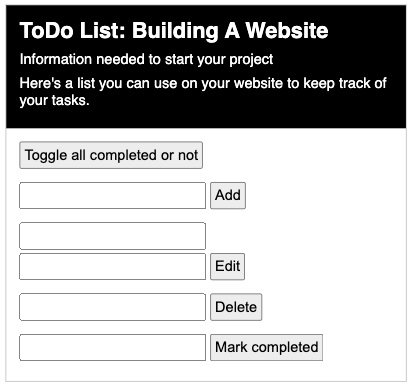 ToDo List: Building A Website
Information needed to start your project
Here's a list you can use on your website to keep track of
your tasks.
Toggle all completed or not
Add
Edit
Delete
Mark completed